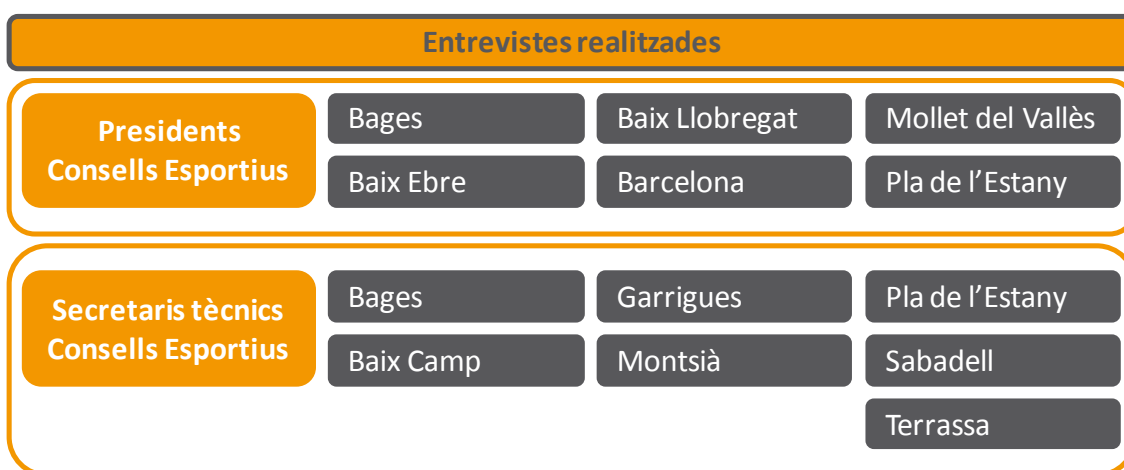 Entrevistes realitzades
Presidents
Consells Esportius
Bages
Baix Llobregat
Mollet del Vallès
Baix Ebre
Barcelona
Pla de l’Estany
Secretaris tècnics
Consells Esportius
Bages
Garrigues
Pla de l’Estany
Baix Camp
Montsià
Sabadell
Terrassa